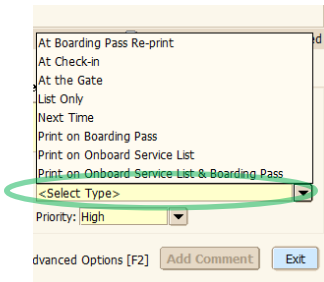 At Boarding Pass Re-print
At Check-in
At the Gate
List Only
Next Time
Print on Boarding Pass
Print on Onboard Service List
Print on Onboard Service List & Boarding Pass
<Select Type>
Priority: High
dvanced Options [F2] Add Comment Exit